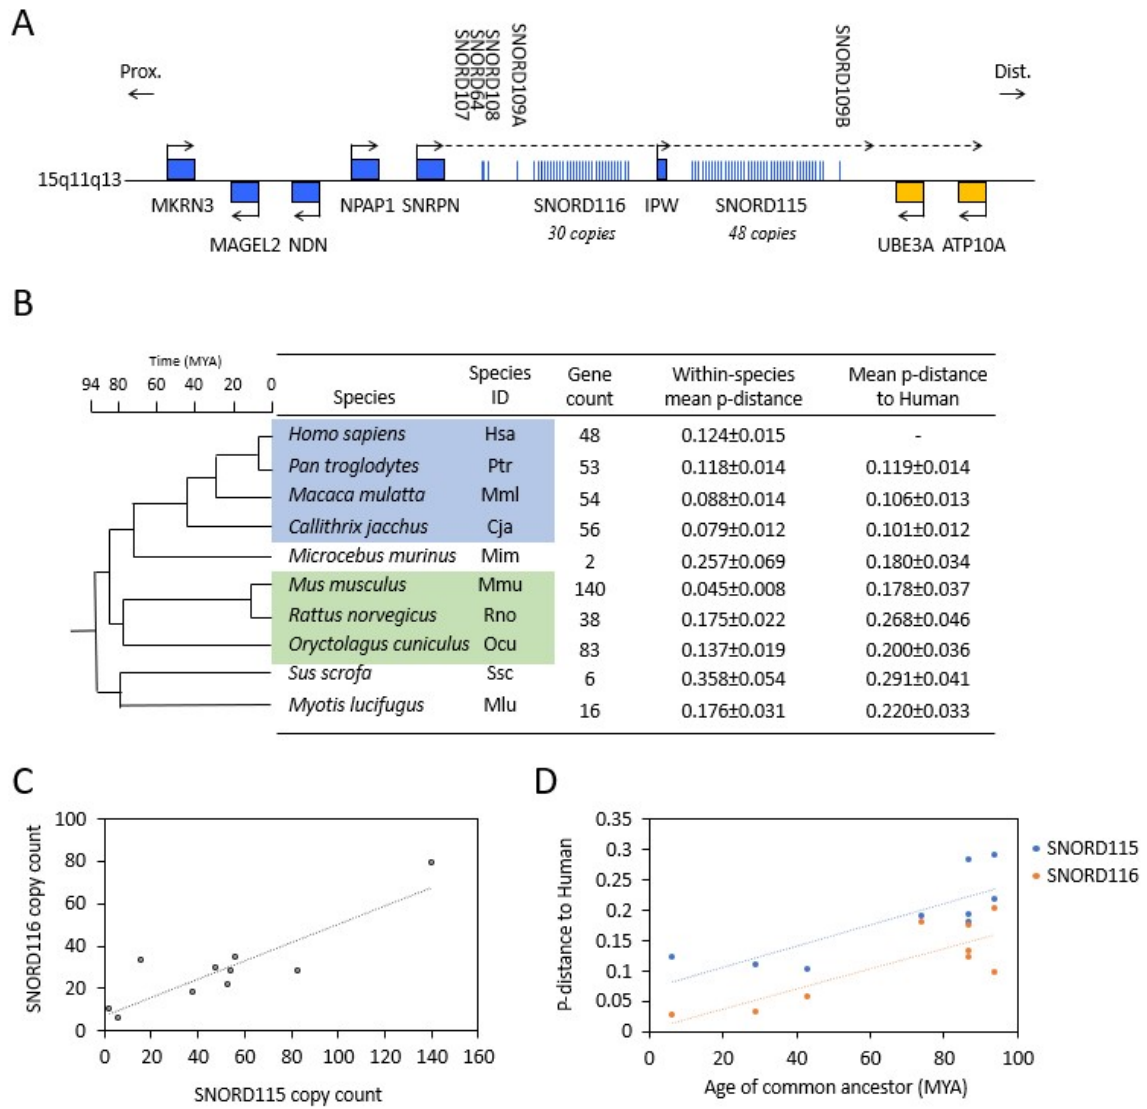 A
Prox.
SNORD107
SNORD64
SNORD108
SNORD109A
SNORD109B
Dist.
15q11q13
MKRN3
NPAP1 SNRPN
SNORD116
IPW
SNORD115
MAGEL2 NDN
30 copies
48 copies
UBE3A ATP10A
B
Time (MYA)
94 80 60 40 20 0
Species
Species ID
Gene count
Within-species mean p-distance
Mean p-distance to Human
Homo sapiens Hsa 48 0.124±0.015 -
Pan troglodytes Ptr 53 0.118±0.014 0.119±0.014
Macaca mulatta Mml 54 0.088±0.014 0.106±0.013
Callithrix jacchus Cja 56 0.079±0.012 0.101±0.012
Microcebus murinus Mim 2 0.257±0.069 0.180±0.034
Mus musculus Mmu 140 0.045±0.008 0.178±0.037
Rattus norvegicus Rno 38 0.175±0.022 0.268±0.046
Oryctolagus cuniculus Ocu 83 0.137±0.019 0.200±0.036
Sus scrofa Ssc 6 0.358±0.054 0.291±0.041
Myotis lucifugus Mlu 16 0.176±0.031 0.220±0.033
C
SNORD116 copy count
100
80
60
40
20
0
0 20 40 60 80 100 120 140 160
SNORD115 copy count
D
P-distance to Human
0.35
0.3
0.25
0.2
0.15
0.1
0.05
0
0 20 40 60 80 100
Age of common ancestor (MYA)
SNORD115
SNORD116